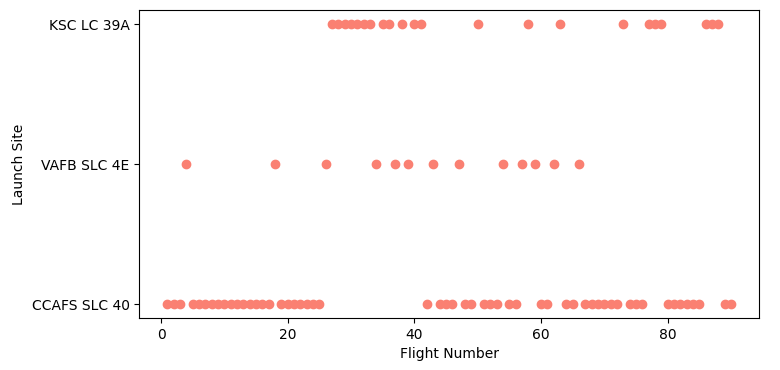 KSC LC 39A
VAFB SLC 4E
CCAFS SLC 40
Launch Site
0 20 40 60 80
Flight Number